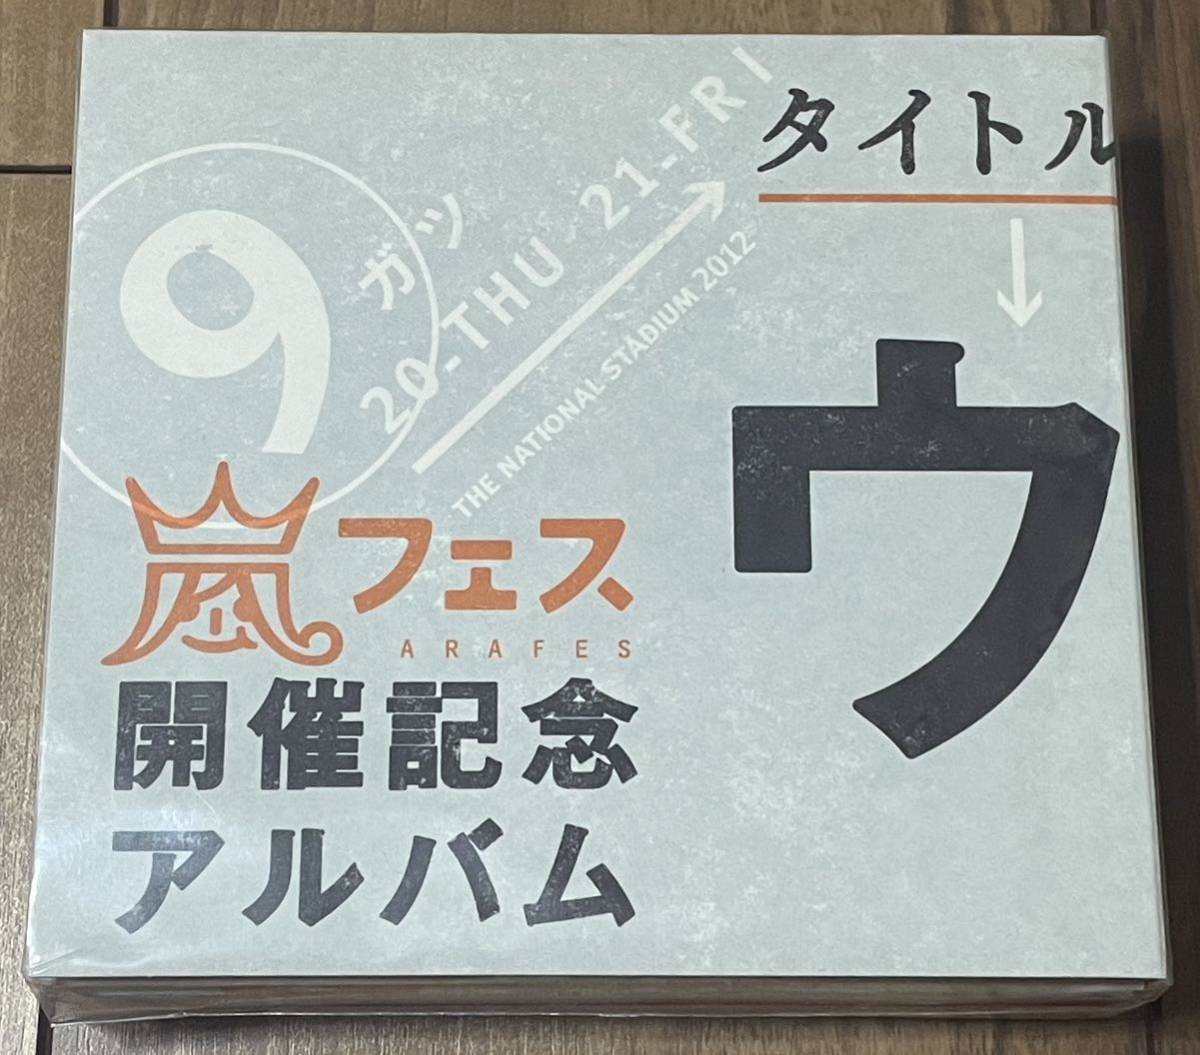 タイトル
↓
ウ
9
ガツ
20-THU 21-FRI
THE NATIONAL STADIUM 2012
嵐フェス
ARAFES
開催記念
アルバム